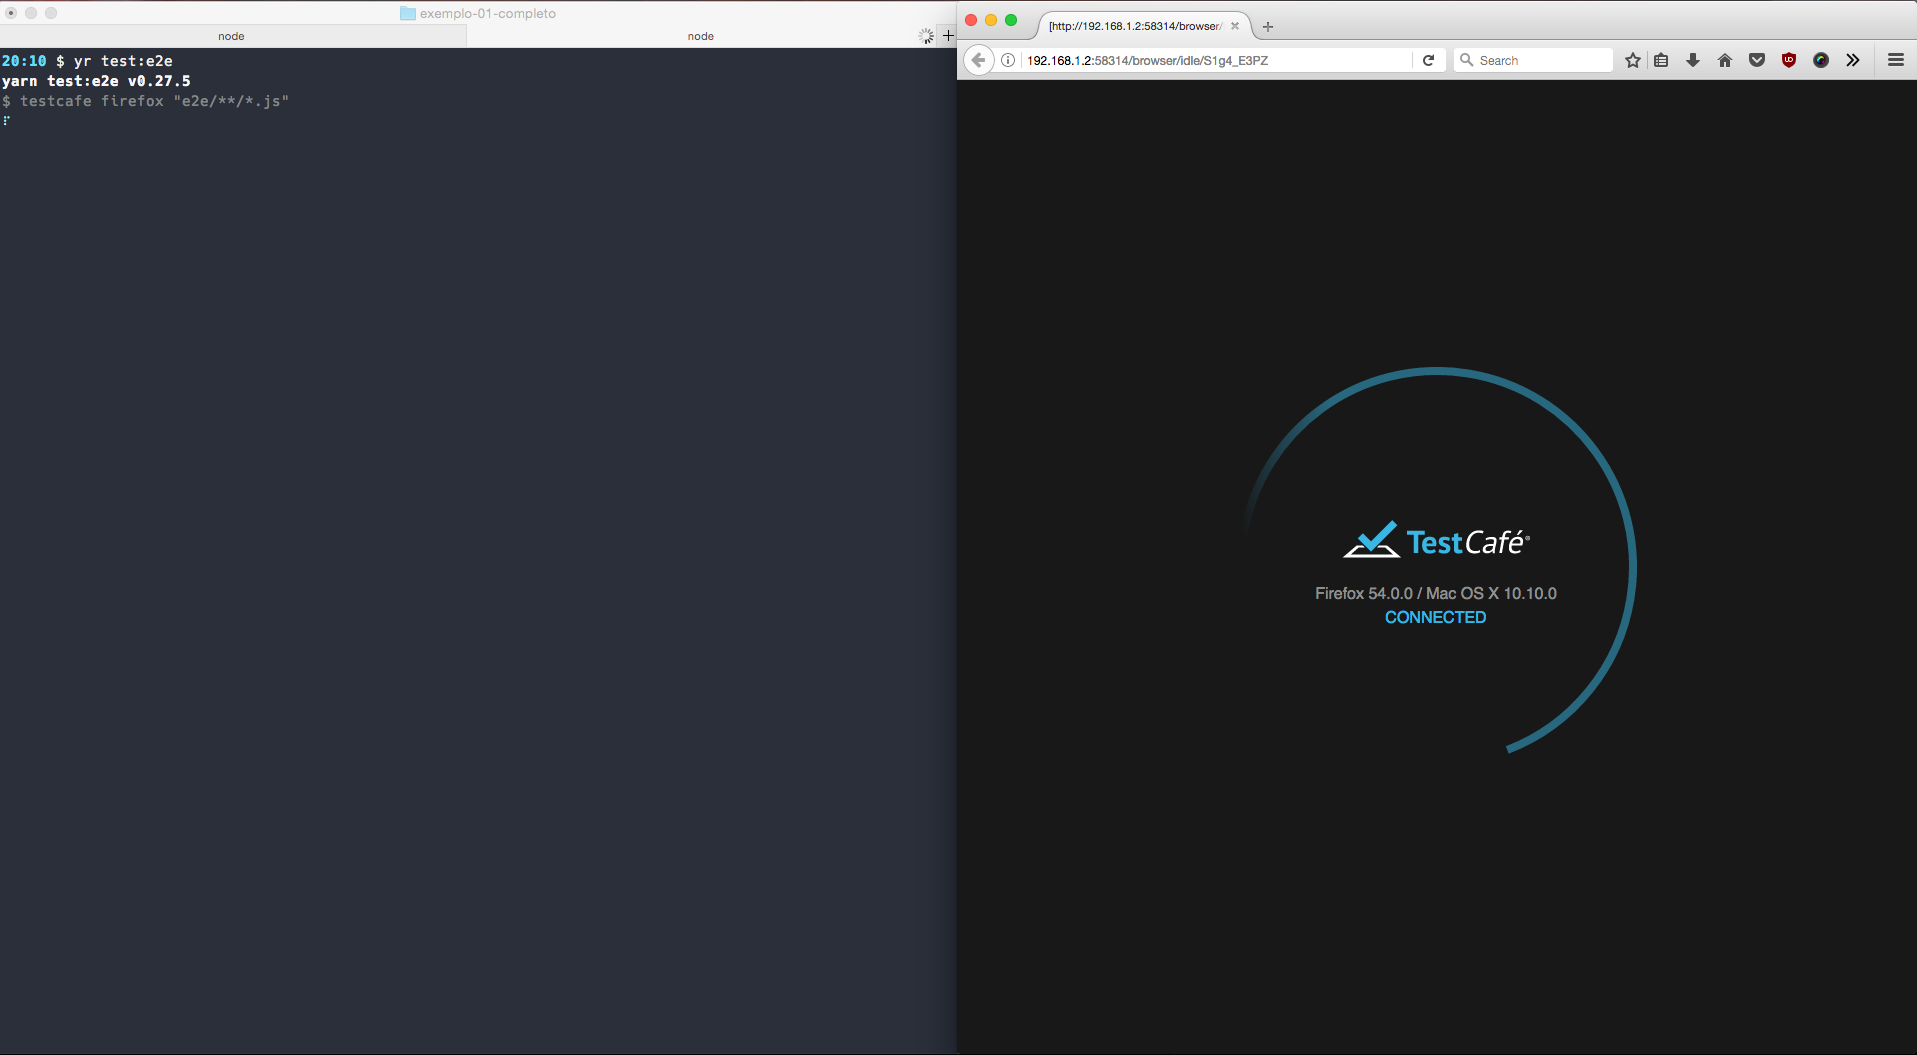 exemplo-01-completo
node
node
20:10 $ yr test:e2e
yarn test:e2e v0.27.5
$ testcafe firefox "e2e/**/*.js"
[http://192.168.1.2:58314/browser/
192.168.1.2:58314/browser/idle/S1g4_E3PZ
Search
TestCafé®
Firefox 54.0.0 / Mac OS X 10.10.0
CONNECTED